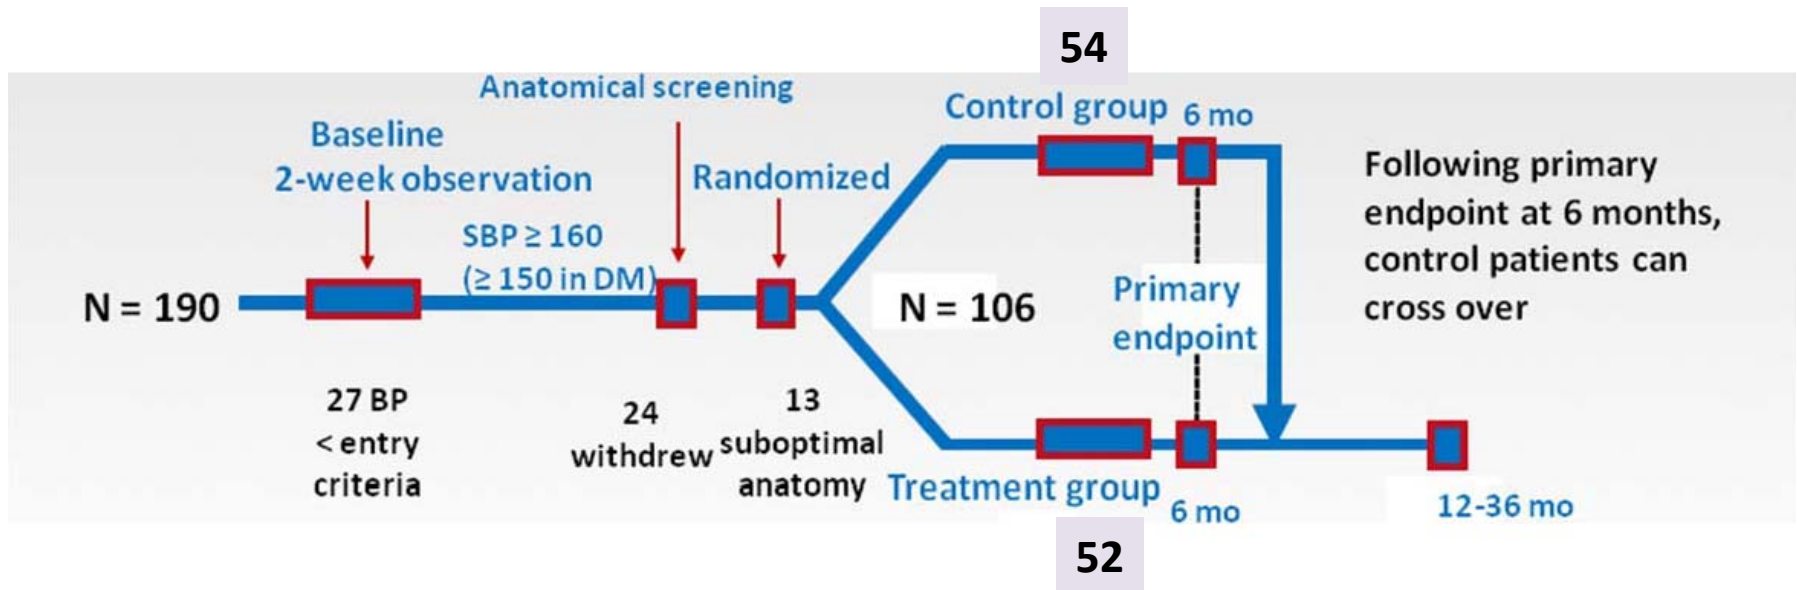 54
Anatomical screening
Control group 6 mo
Baseline
2-week observation
Randomized
SBP ≥ 160
(≥ 150 in DM)
Following primary
endpoint at 6 months,
control patients can
cross over
N = 190
N = 106
Primary
endpoint
27 BP
< entry
criteria
24
withdrew
13
suboptimal
anatomy
Treatment group
6 mo
12-36 mo
52